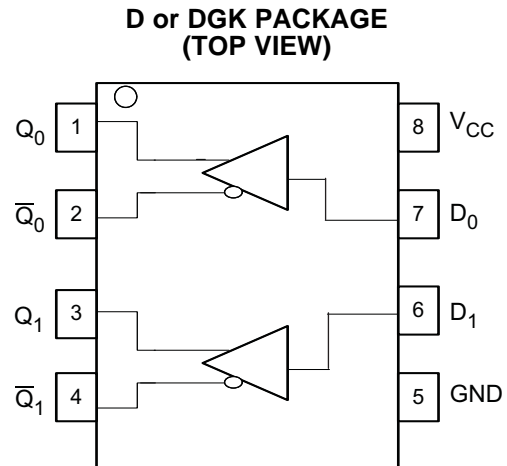 D or DGK PACKAGE
(TOP VIEW)
Q0 1 8 VCC
Q̅0 2 7 D0
Q1 3 6 D1
Q̅1 4 5 GND